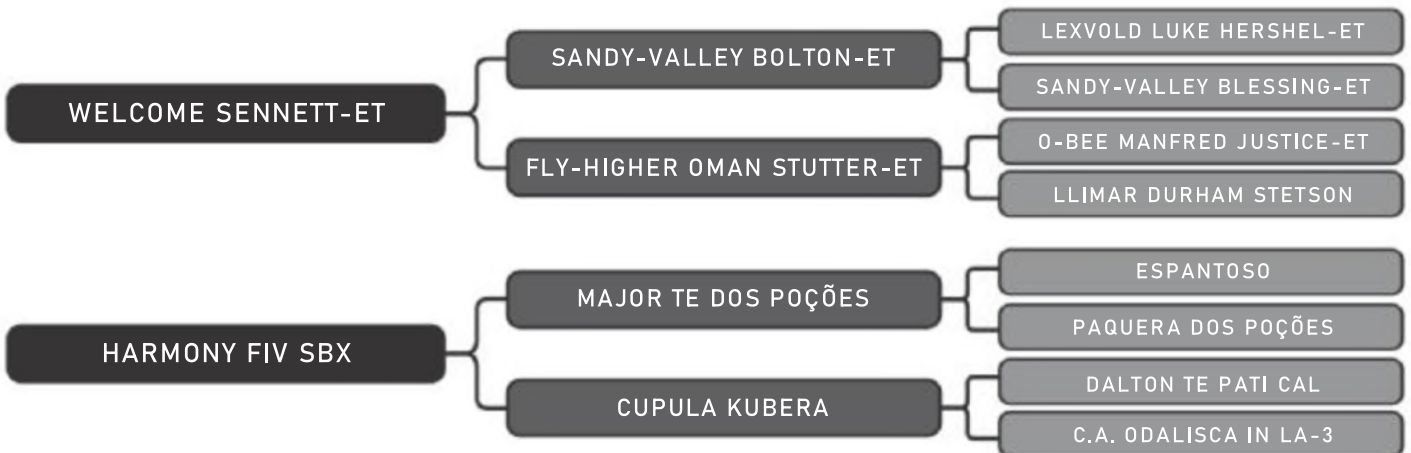 LEXVOLD LUKE HERSHEL-ET
SANDY-VALLEY BOLTON-ET
SANDY-VALLEY BLESSING-ET
WELCOME SENNETT-ET
O-BEE MANFRED JUSTICE-ET
FLY-HIGHER OMAN STUTTER-ET
LLIMAR DURHAM STETSON
ESPANTOSO
MAJOR TE DOS POÇÕES
PAQUERA DOS POÇÕES
HARMONY FIV SBX
DALTON TE PATI CAL
CUPULA KUBERA
C.A. ODALISCA IN LA-3